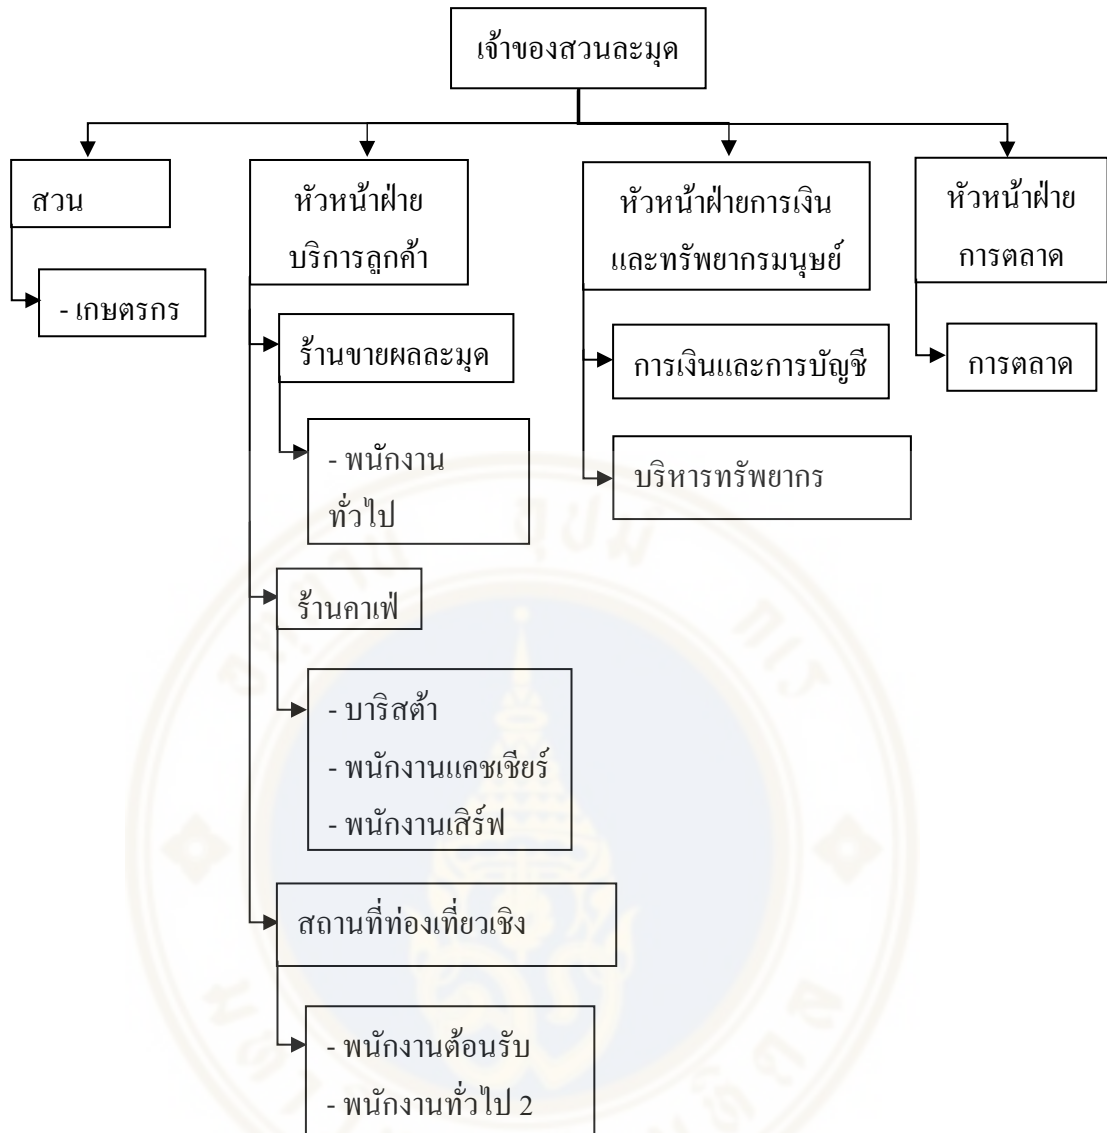 เจ้าของสวนละมุด
สวน
- เกษตรกร
หัวหน้าฝ่าย
บริการลูกค้า
ร้านขายผลละมุด
- พนักงาน
ทั่วไป
ร้านคาเฟ่
- บาริสต้า
- พนักงานแคชเชียร์
- พนักงานเสิร์ฟ
สถานที่ท่องเที่ยวเชิง
- พนักงานต้อนรับ
- พนักงานทั่วไป 2
หัวหน้าฝ่ายการเงิน
และทรัพยากรมนุษย์
การเงินและการบัญชี
บริหารทรัพยากร
หัวหน้าฝ่าย
การตลาด
การตลาด